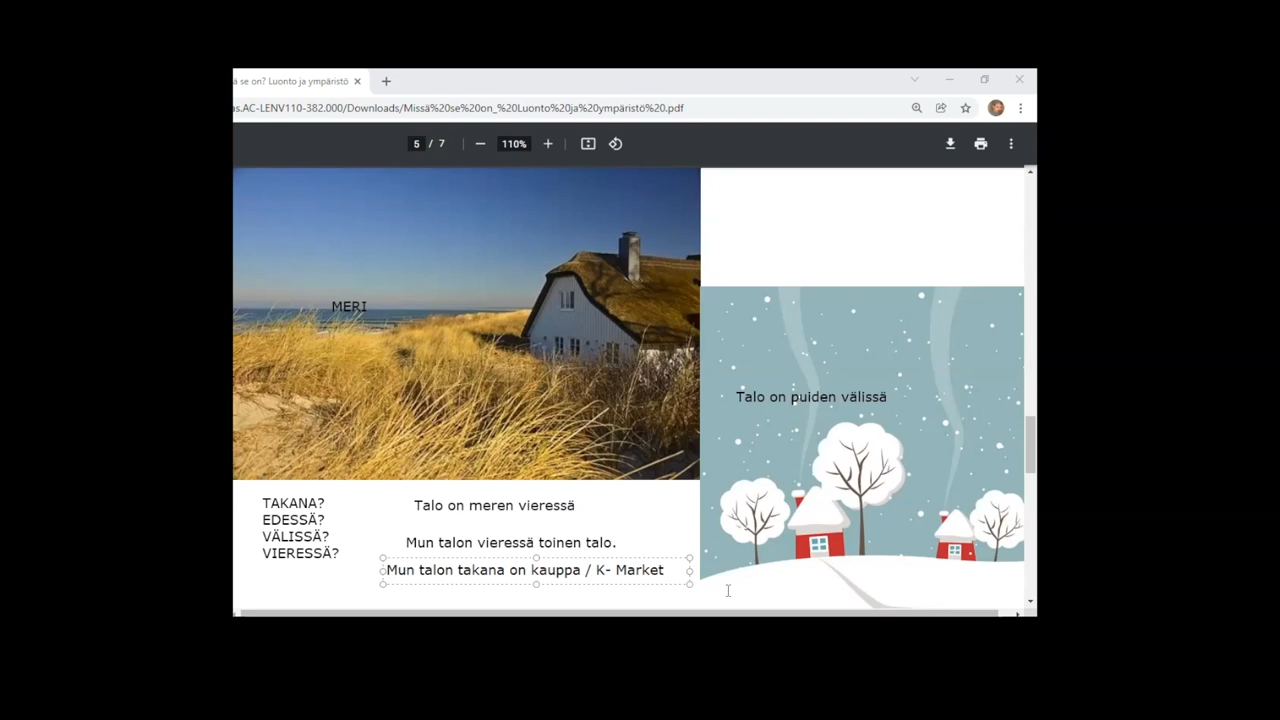 ä se on? Luonto ja ympäristö
as.AC-LENV110-382.000/Downloads/Missä%20se%20on_%20Luonto%20ja%20ympäristö%20.pdf
5 / 7
110%
MERI
Talo on puiden välissä
TAKANA?
EDESSÄ?
VÄLISSÄ?
VIERESSÄ?
Talo on meren vieressä
Mun talon vieressä toinen talo.
Mun talon takana on kauppa / K- Market